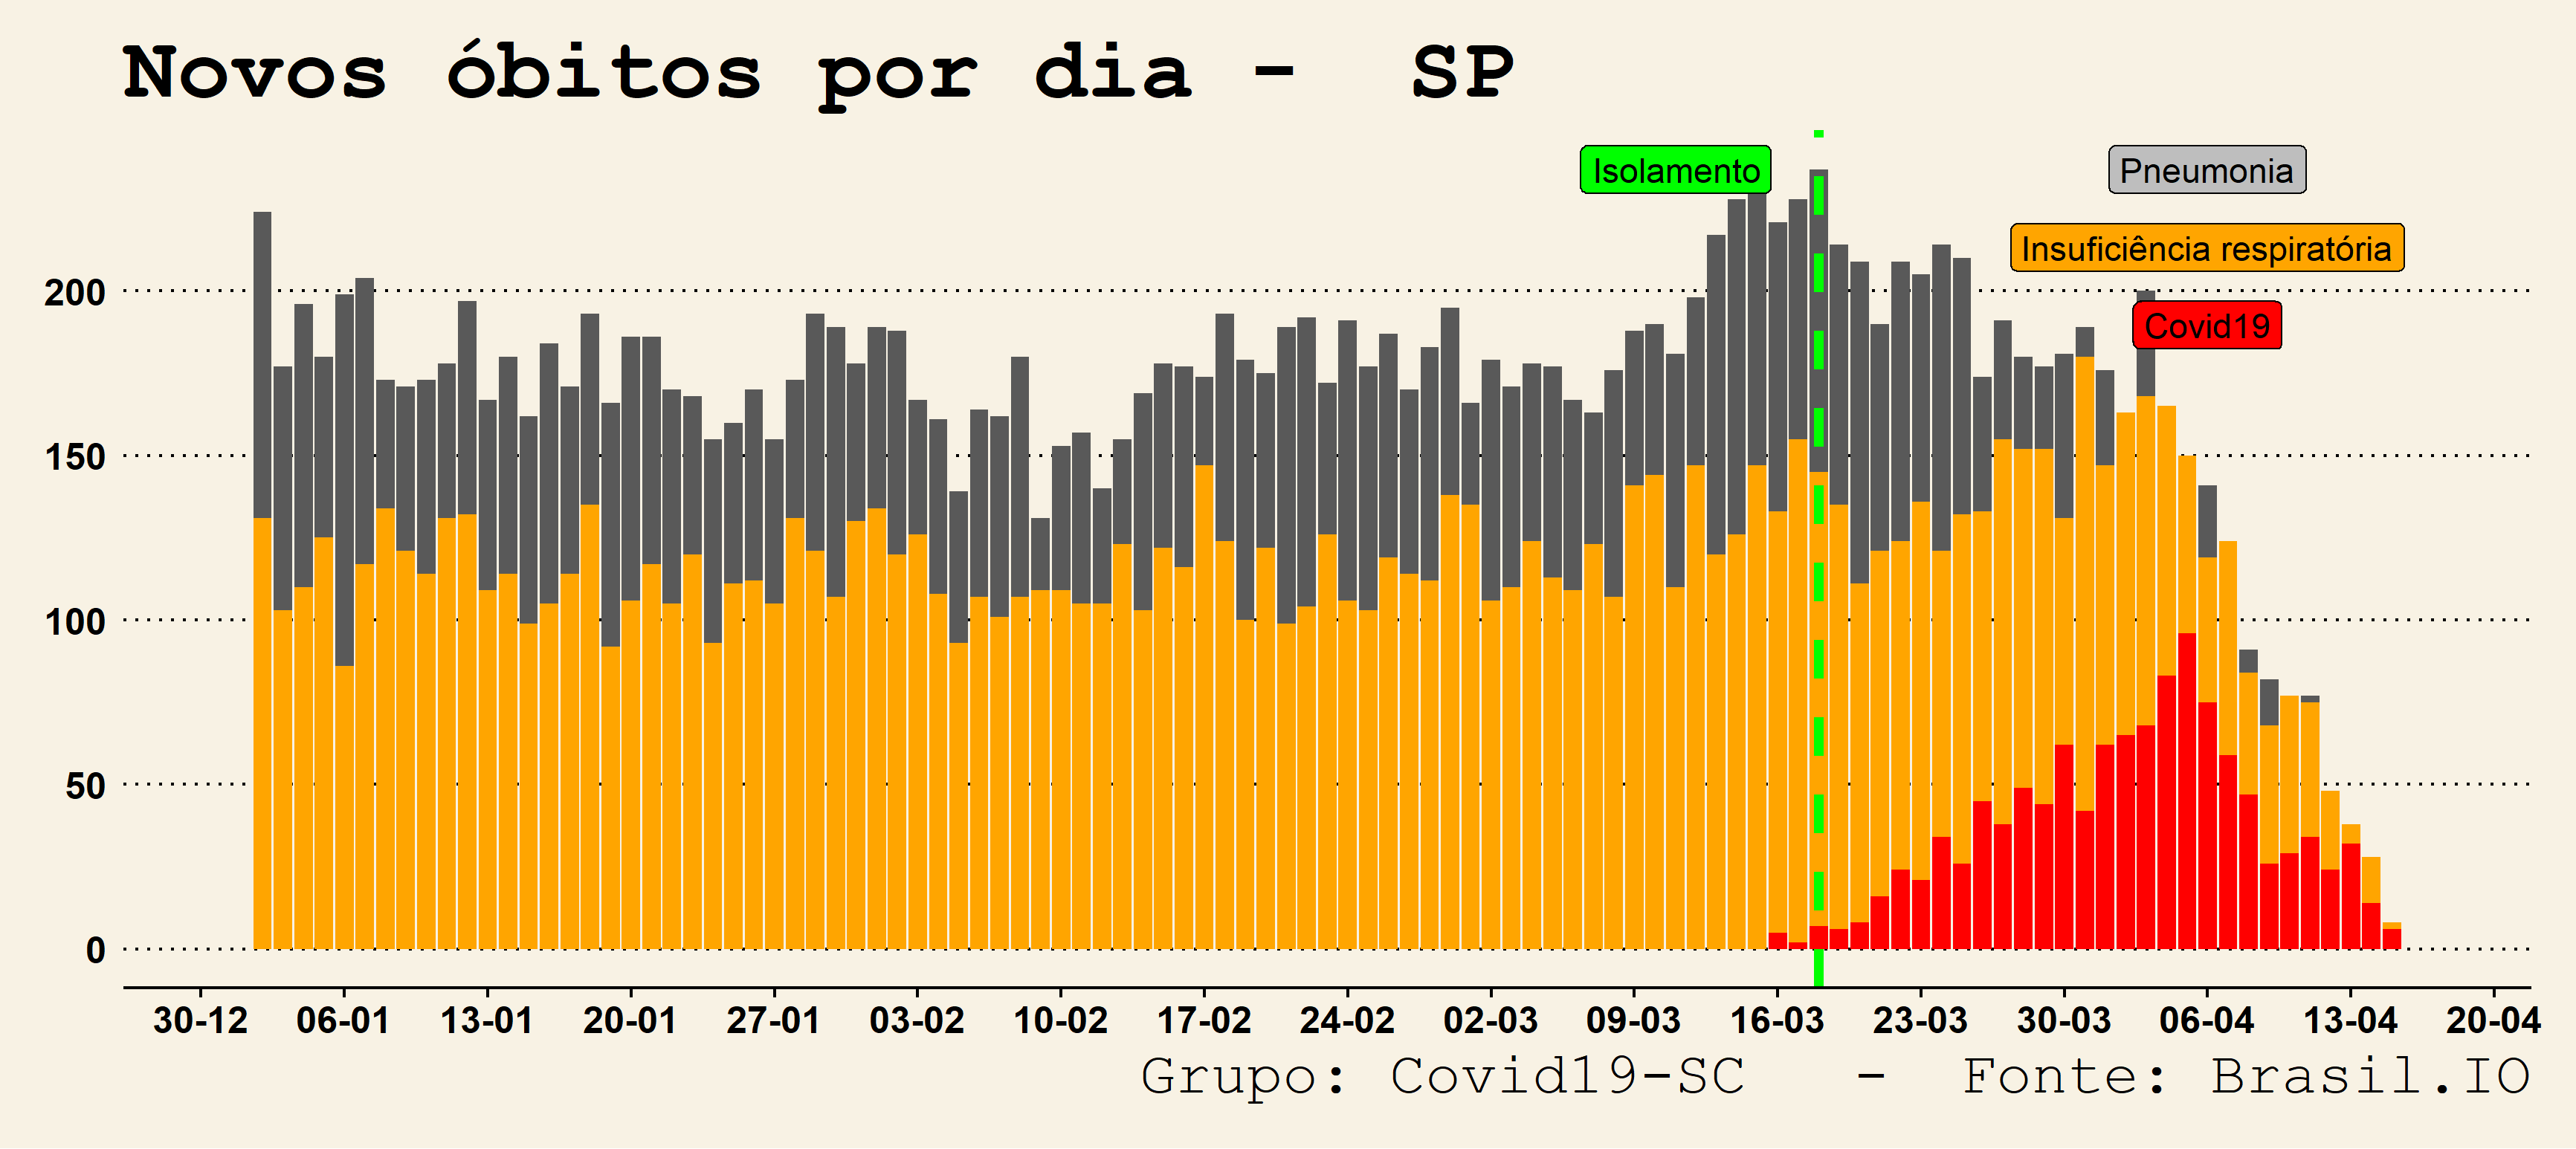 Novos óbitos por dia - SP
Isolamento
Pneumonia
Insuficiência respiratória
Covid19
200
150
100
50
0
30-12 06-01 13-01 20-01 27-01 03-02 10-02 17-02 24-02 02-03 09-03 16-03 23-03 30-03 06-04 13-04 20-04
Grupo: Covid19-SC - Fonte: Brasil.IO